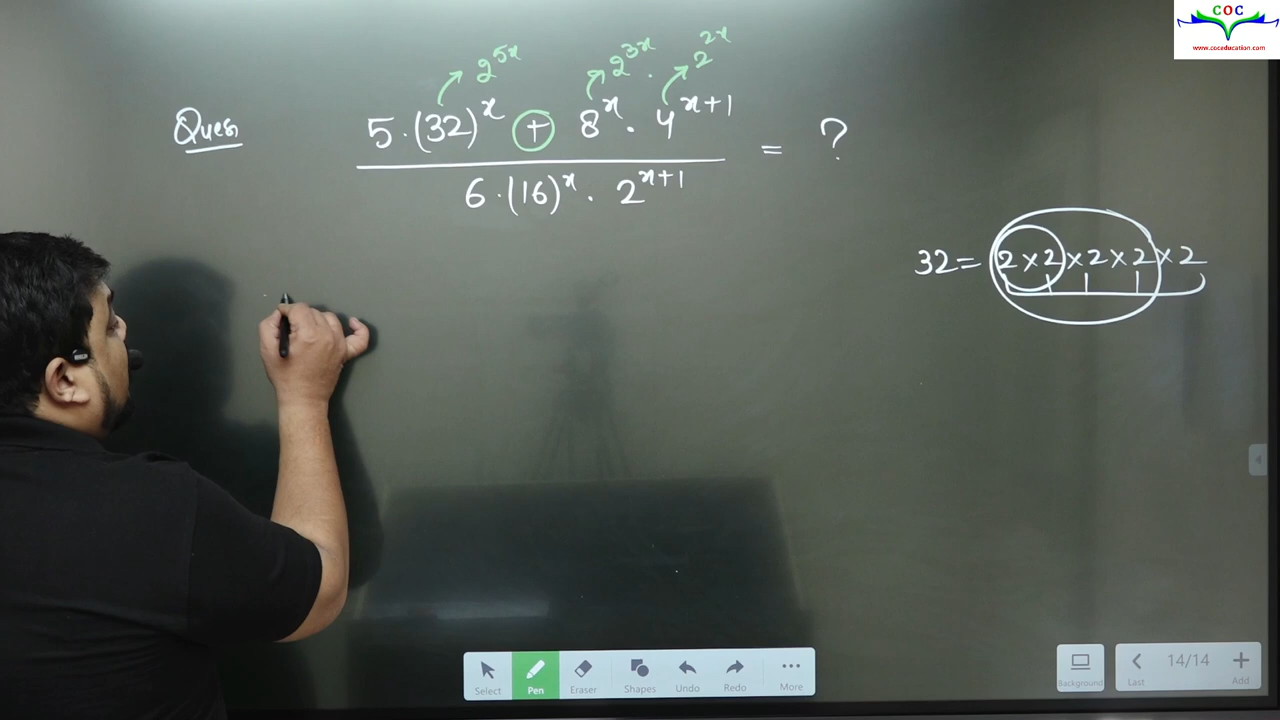 COC
www.coceducation.com
2^{5x} 2^{3x} . 2^{2x}
Ques 5·(32)^x + 8^x · 4^{x+1}
6·(16)^x · 2^{x+1} = ?
32 = 2×2×2×2×2
Select Pen Eraser Shapes Undo Redo More
Background
Last 14/14 Add